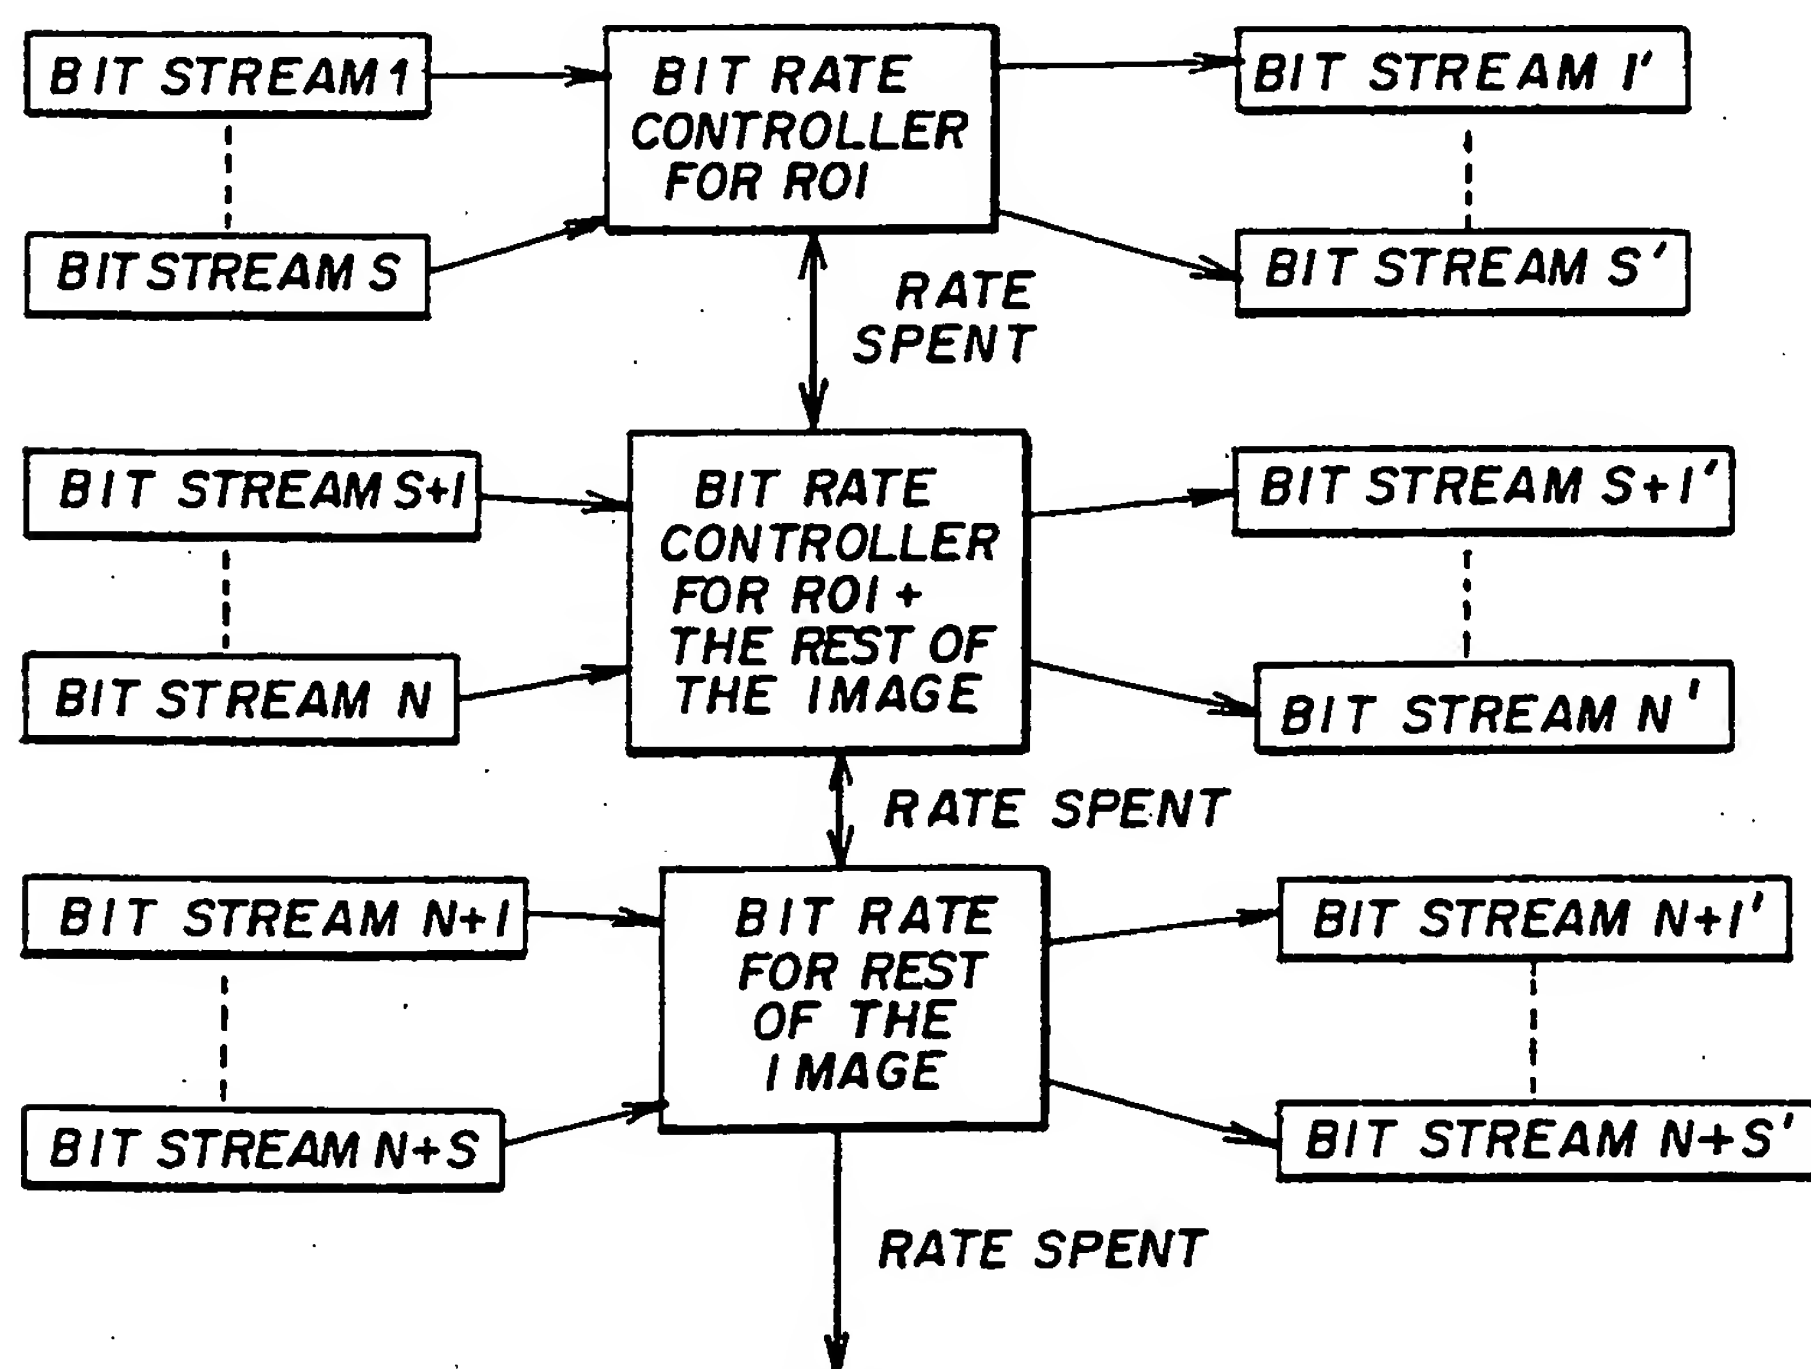 BIT STREAM 1
BIT RATE
CONTROLLER
FOR ROI
BIT STREAM 1'
BIT STREAM S
BIT STREAM S'
RATE
SPENT
BIT STREAM S+1
BIT RATE
CONTROLLER
FOR ROI +
THE REST OF
THE IMAGE
BIT STREAM S+1'
BIT STREAM N
BIT STREAM N'
RATE SPENT
BIT STREAM N+1
BIT RATE
FOR REST
OF THE
IMAGE
BIT STREAM N+1'
BIT STREAM N+S
BIT STREAM N+S'
RATE SPENT